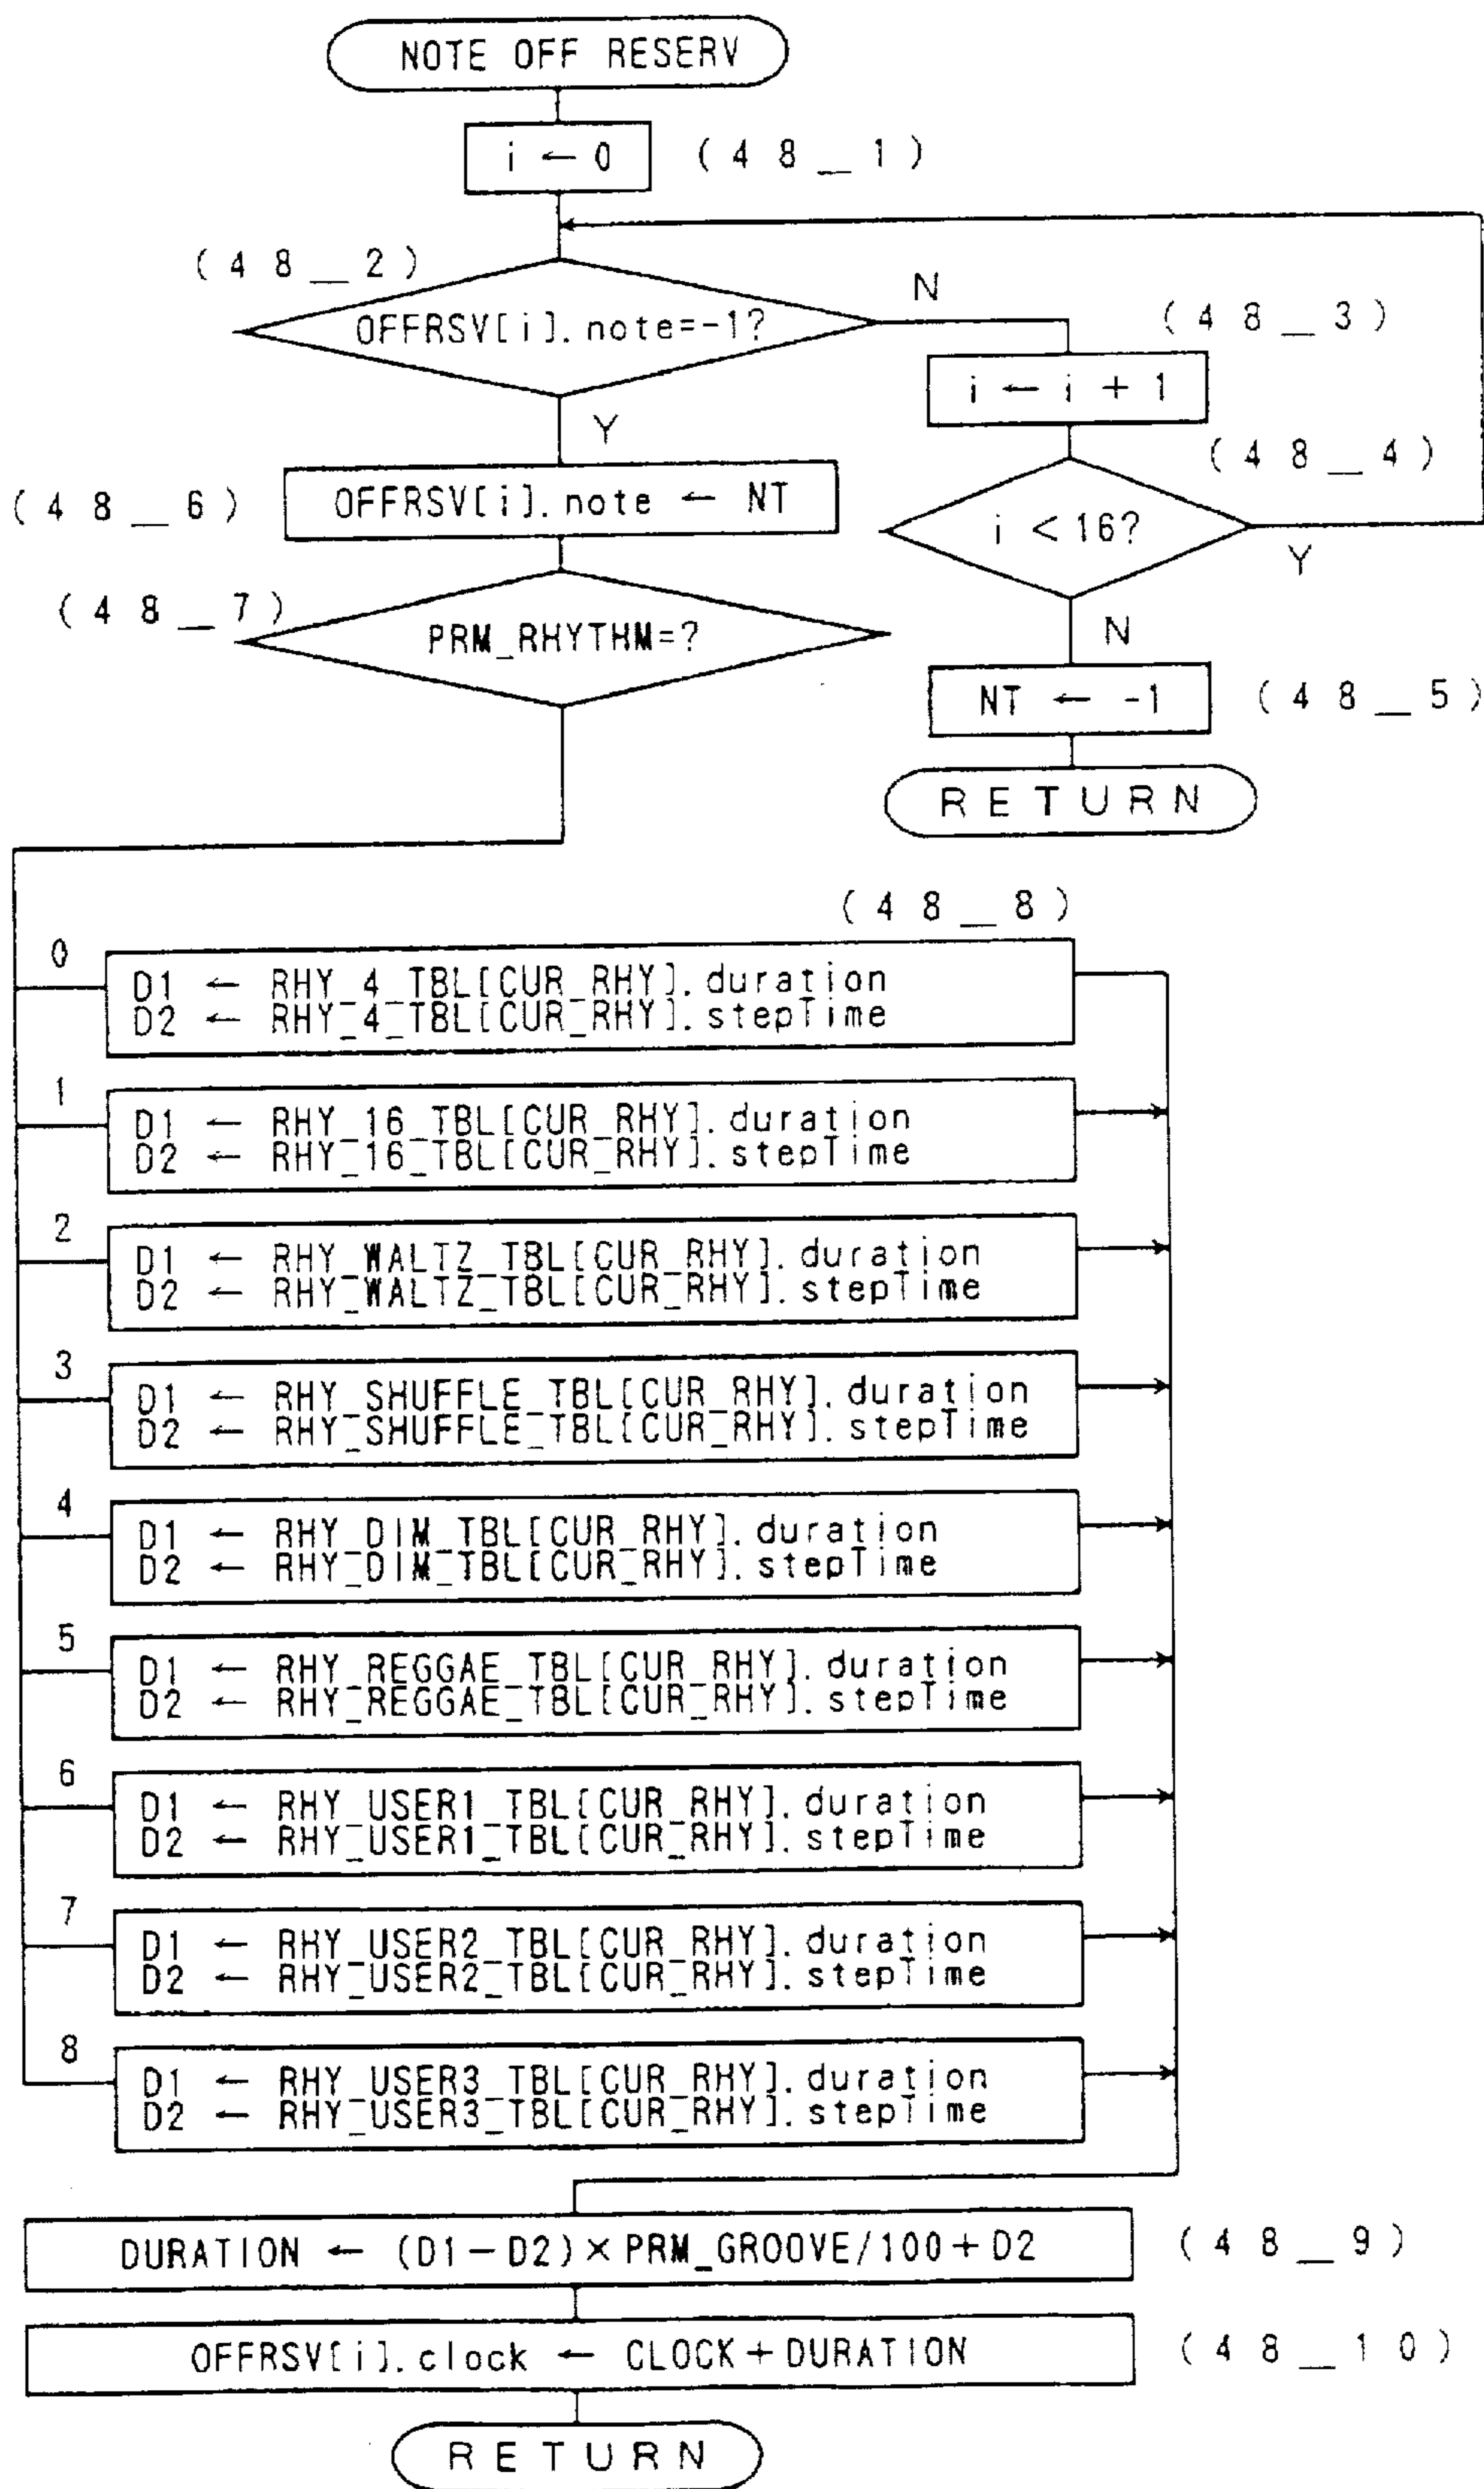 NOTE OFF RESERV
i ← 0
(48_1)
(48_2)
OFFRSV[i].note=-1?
N
Y
(48_3)
i ← i + 1
(48_4)
i < 16?
Y
N
(48_5)
NT ← -1
RETURN
(48_6)
OFFRSV[i].note ← NT
(48_7)
PRM_RHYTHM=?
(48_8)
0
D1 ← RHY_4_TBL[CUR_RHY].duration
D2 ← RHY_4_TBL[CUR_RHY].stepTime
1
D1 ← RHY_16_TBL[CUR_RHY].duration
D2 ← RHY_16_TBL[CUR_RHY].stepTime
2
D1 ← RHY_WALTZ_TBL[CUR_RHY].duration
D2 ← RHY_WALTZ_TBL[CUR_RHY].stepTime
3
D1 ← RHY_SHUFFLE_TBL[CUR_RHY].duration
D2 ← RHY_SHUFFLE_TBL[CUR_RHY].stepTime
4
D1 ← RHY_DIM_TBL[CUR_RHY].duration
D2 ← RHY_DIM_TBL[CUR_RHY].stepTime
5
D1 ← RHY_REGGAE_TBL[CUR_RHY].duration
D2 ← RHY_REGGAE_TBL[CUR_RHY].stepTime
6
D1 ← RHY_USER1_TBL[CUR_RHY].duration
D2 ← RHY_USER1_TBL[CUR_RHY].stepTime
7
D1 ← RHY_USER2_TBL[CUR_RHY].duration
D2 ← RHY_USER2_TBL[CUR_RHY].stepTime
8
D1 ← RHY_USER3_TBL[CUR_RHY].duration
D2 ← RHY_USER3_TBL[CUR_RHY].stepTime
DURATION ← (D1-D2)×PRM_GROOVE/100+D2
(48_9)
OFFRSV[i].clock ← CLOCK+DURATION
(48_10)
RETURN